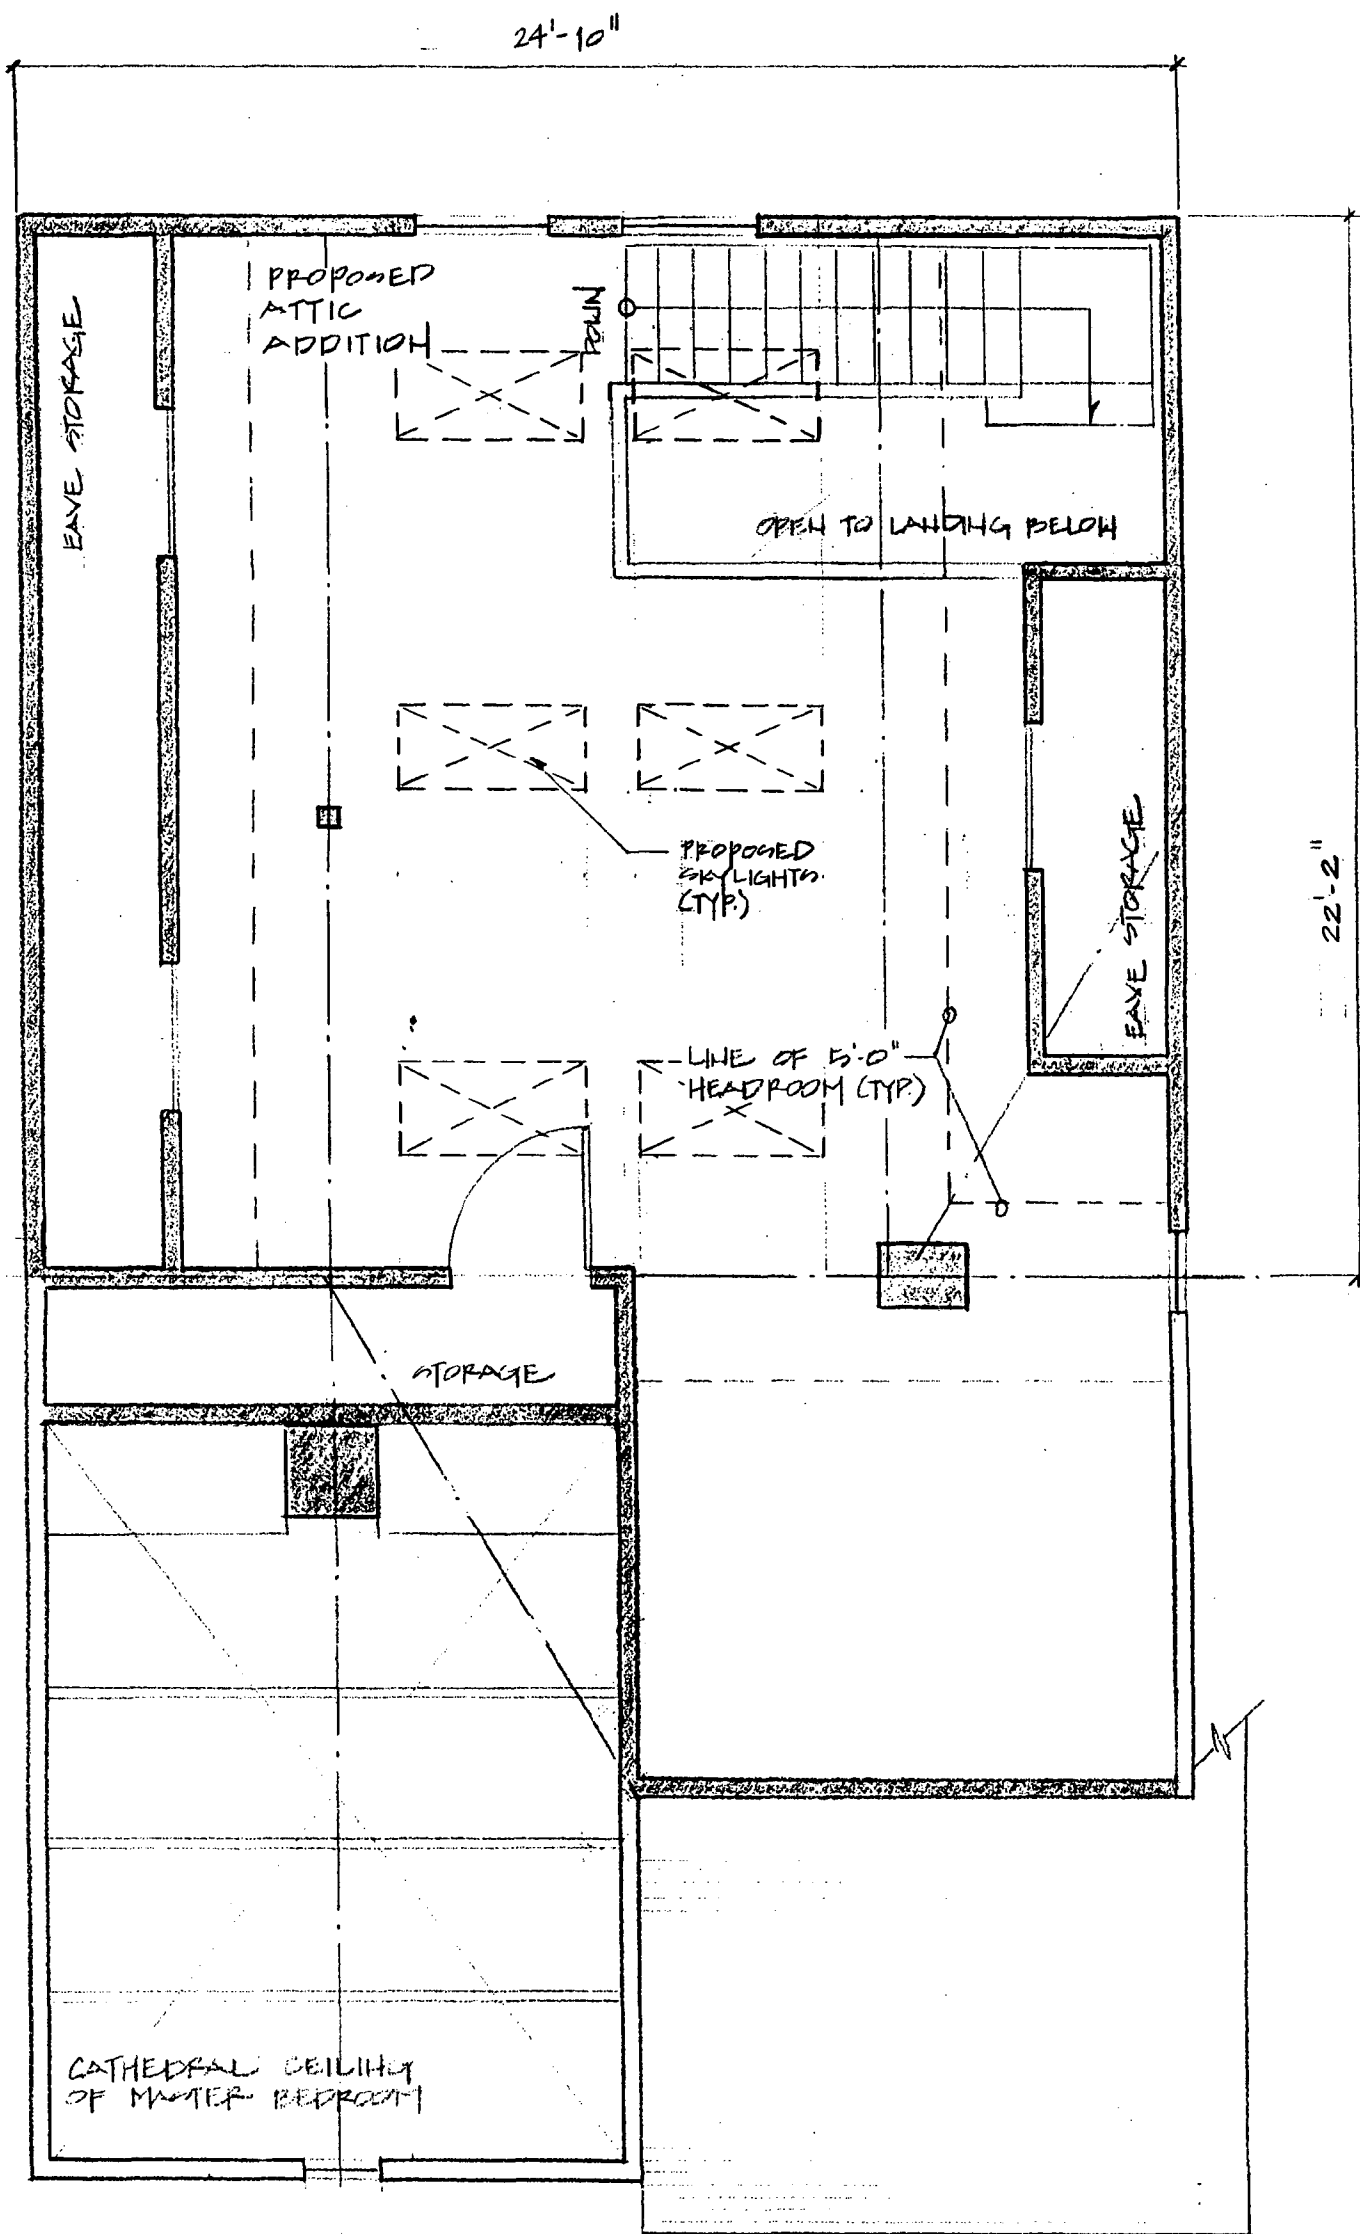 24'-10"
PROPOSED
ATTIC
ADDITION
DOWN
EAVE STORAGE
OPEN TO LANDING BELOW
PROPOSED
SKYLIGHTS
(TYP.)
EAVE STORAGE
22'-2"
LINE OF 5'-0"
HEADROOM (TYP.)
STORAGE
CATHEDRAL CEILING
OF MASTER BEDROOM